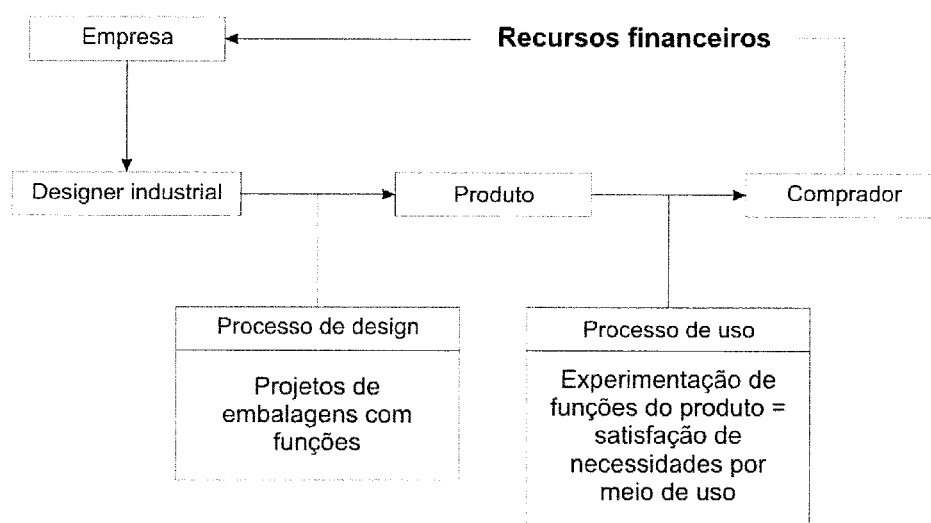 Empresa
Recursos financeiros
Designer industrial
Produto
Comprador
Processo de design
Projetos de
embalagens com
funções
Processo de uso
Experimentação de
funções do produto =
satisfação de
necessidades por
meio de uso